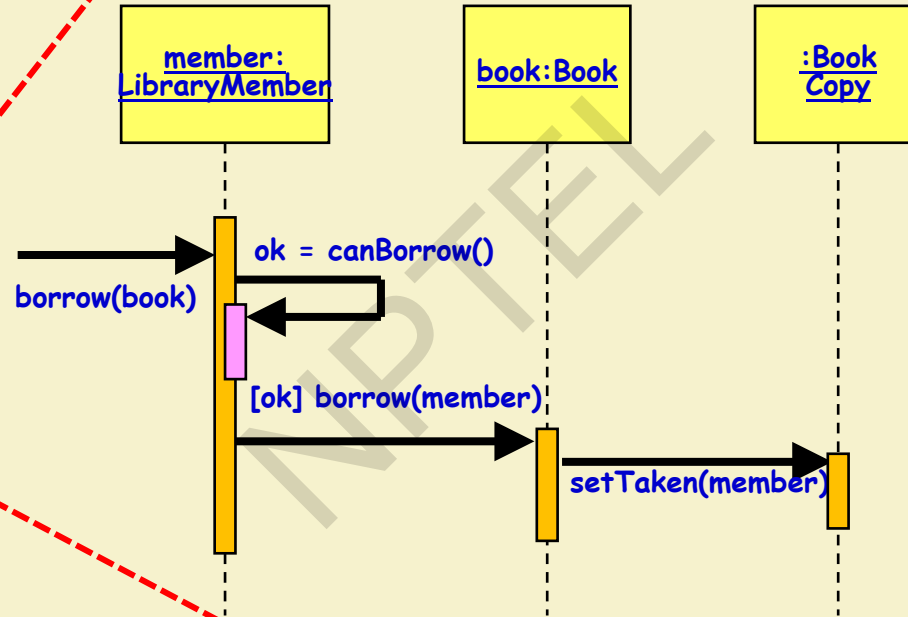 member:
LibraryMember
book:Book
:Book
Copy
ok = canBorrow()
borrow(book)
[ok] borrow(member)
setTaken(member)
NPTEL